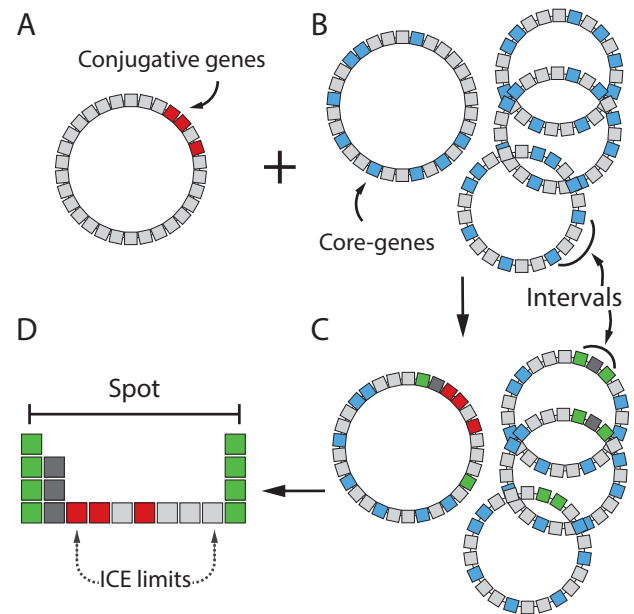 A
B
Conjugative genes
+
Core-genes
Intervals
D
C
Spot
ICE limits